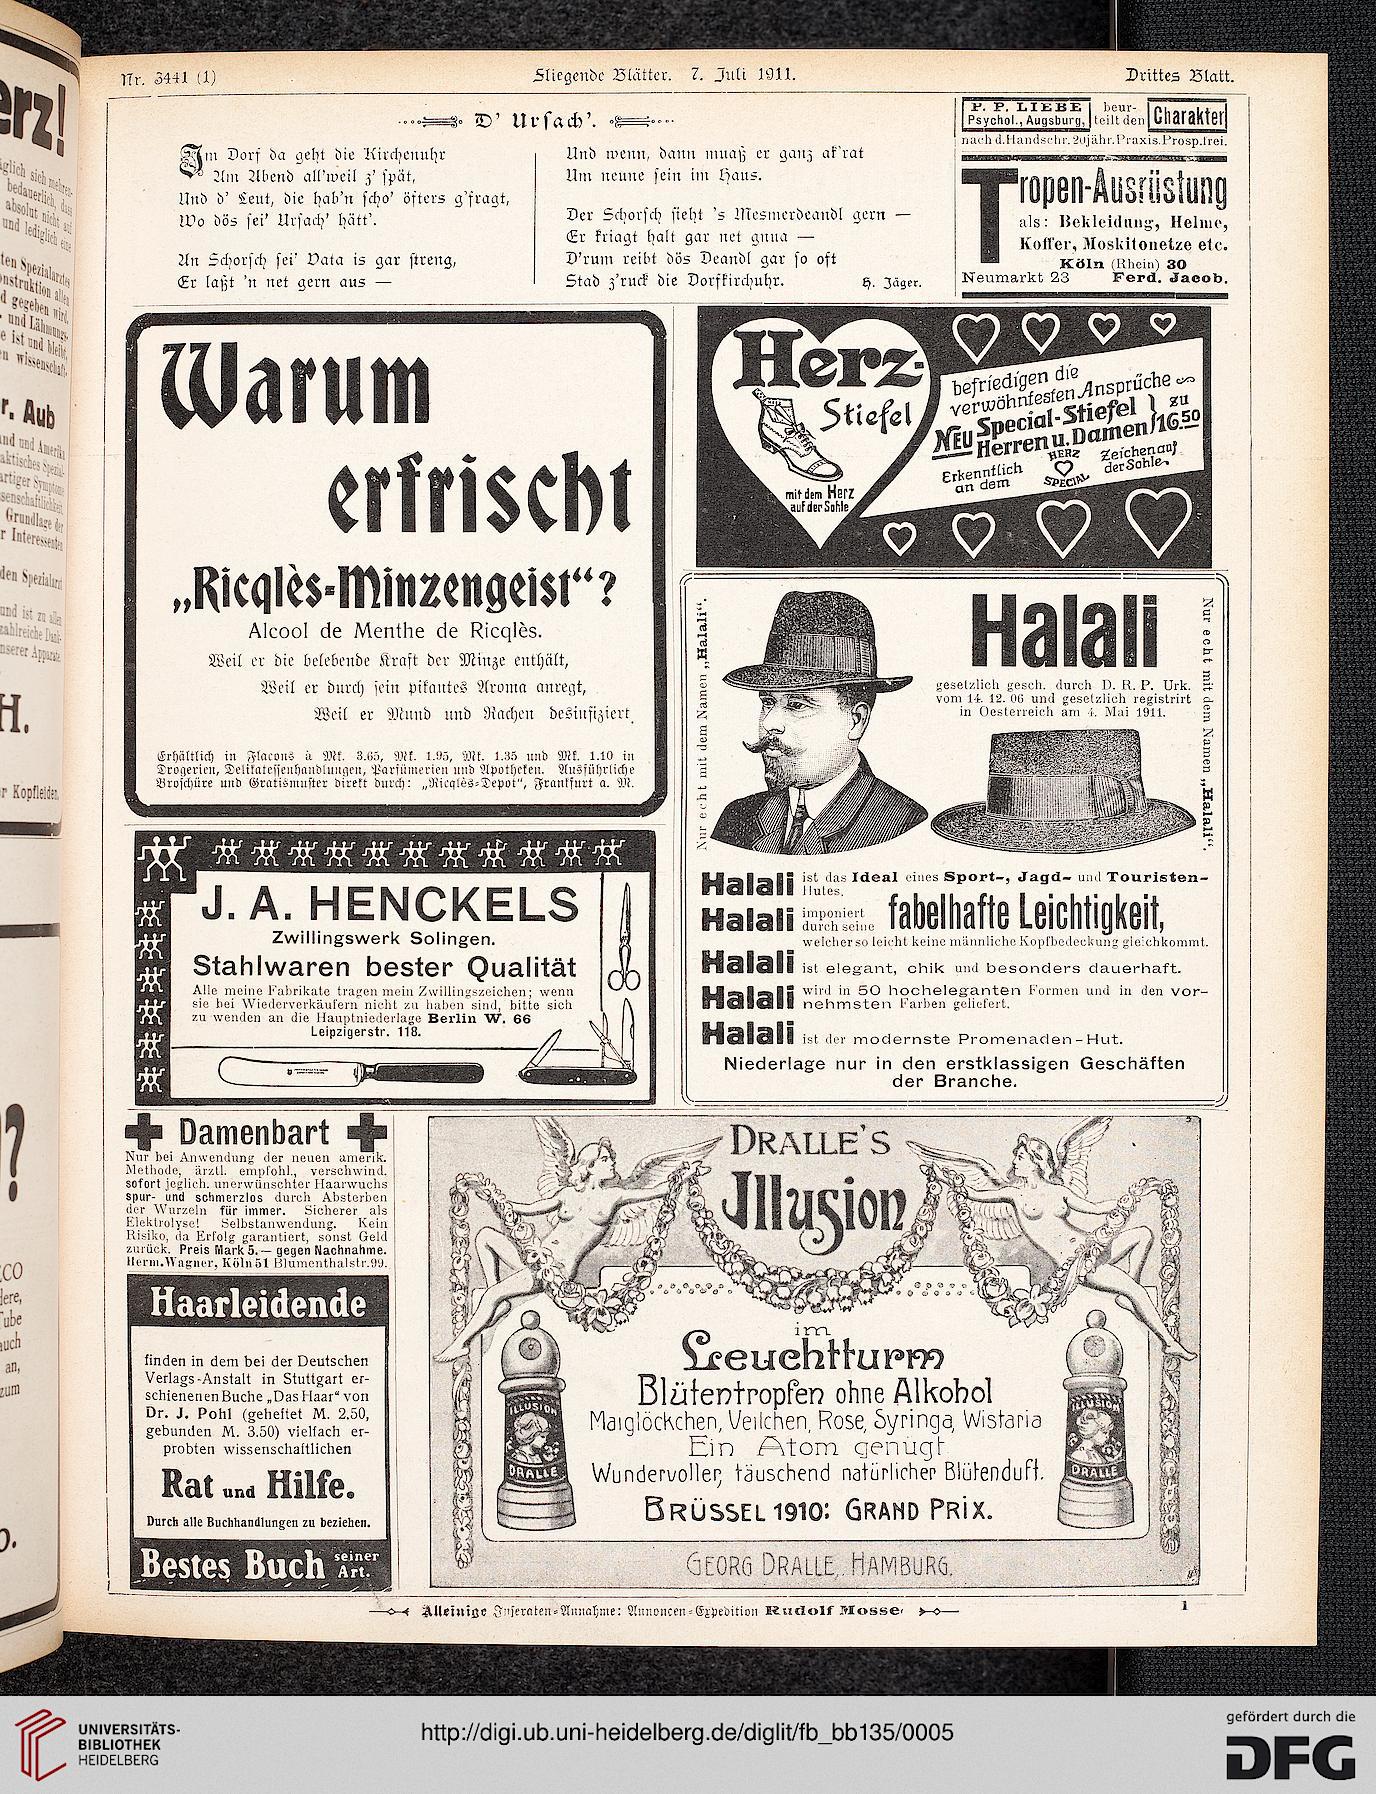 Nr. 3441 (1)
Fliegende Blätter. 7. Juli 1911.
Drittes Blatt.
D' Ursach'.
Im Dorf da geht die Kirchenuhr
Am Abend all'weil z' spät,
Und d' Leut, die hab'n scho' öfters g'fragt,
Wo dös sei' Ursach' hätt'.
An Schorsch sei' Vata is gar streng,
Er laßt 'n net gern aus —
Und wenn, dann muaß er ganz ak'rat
Um neune sein im Haus.
Der Schorsch sieht 's Mesmerdeandl gern —
Er kriagt halt gar net gnua —
D'rum reibt dös Deandl gar so oft
Stad z'ruck die Dorfkirchuhr.
H. Jäger.
P. P. LIEBE
Psychol., Augsburg,
beur-
teilt den
Charakter
nach d. Handschr. 20jähr. Praxis. Prosp. frei.
Tropen-Ausrüstung
als: Bekleidung, Helme,
Koffer, Moskitonetze etc.
Köln (Rhein) 30
Neumarkt 23 Ferd. Jacob.
Warum
erfrischt
„Ricqlès-Minzengeist“?
Alcool de Menthe de Ricqlès.
Weil er die belebende Kraft der Minze enthält,
Weil er durch sein pikantes Aroma anregt,
Weil er Mund und Rachen desinfiziert.
Erhältlich in Flacons à Mk. 3.65, Mk. 1.95, Mk. 1.35 und Mk. 1.10 in
Drogerien, Delikatessenhandlungen, Parfümerien und Apotheken. Ausführliche
Broschüre und Gratismuster direkt durch: „Ricqlès-Depot“, Frankfurt a. M.
Herz-
Stiefel
mit dem Herz
auf der Sohle
befriedigen die
verwöhntesten Ansprüche
NEU Special-Stiefel } zu
Herren u. Damen } 16.50
Erkenntlich
an dem
HERZ
SPECIAL
Zeichen auf
der Sohle.
Nur echt mit dem Namen „Halali“.
Halali
gesetzlich gesch. durch D. R. P. Urk.
vom 14. 12. 06 und gesetzlich registrirt
in Oesterreich am 4. Mai 1911.
Nur echt mit dem Namen „Halali“.
Halali ist das Ideal eines Sport-, Jagd- und Touristen-
Hutes.
Halali imponiert
durch seine fabelhafte Leichtigkeit,
welcher so leicht keine männliche Kopfbedeckung gleichkommt.
Halali ist elegant, chik und besonders dauerhaft.
Halali wird in 50 hocheleganten Formen und in den vor-
nehmsten Farben geliefert.
Halali ist der modernste Promenaden-Hut.
Niederlage nur in den erstklassigen Geschäften
der Branche.
J. A. HENCKELS
Zwillingswerk Solingen.
Stahlwaren bester Qualität
Alle meine Fabrikate tragen mein Zwillingszeichen; wenn
sie bei Wiederverkäufern nicht zu haben sind, bitte sich
zu wenden an die Hauptniederlage Berlin W. 66
Leipzigerstr. 118.
Damenbart
Nur bei Anwendung der neuen amerik.
Methode, ärztl. empfohl., verschwind.
sofort jeglich. unerwünschter Haarwuchs
spur- und schmerzlos durch Absterben
der Wurzeln für immer. Sicherer als
Elektrolyse! Selbstanwendung. Kein
Risiko, da Erfolg garantiert, sonst Geld
zurück. Preis Mark 5.— gegen Nachnahme.
Herm. Wagner, Köln 51 Blumenthalstr. 99.
Haarleidende
finden in dem bei der Deutschen
Verlags-Anstalt in Stuttgart er-
schienenen Buche „Das Haar“ von
Dr. J. Pohl (geheftet M. 2.50,
gebunden M. 3.50) vielfach er-
probten wissenschaftlichen
Rat und Hilfe.
Durch alle Buchhandlungen zu beziehen.
Bestes Buch seiner
Art.
DRALLE'S
Illusion
im
Leuchtturm
Blütentropfen ohne Alkohol
Maiglöckchen, Veilchen, Rose, Syringa, Wistaria
Ein Atom genügt
Wundervoller, täuschend natürlicher Blütenduft.
BRÜSSEL 1910: GRAND PRIX.
GEORG DRALLE, HAMBURG.
ILLUSION
DRALLE
ILLUSION
DRALLE
Alleinige Inseraten-Annahme: Annoncen-Expedition Rudolf Mosse.
1
erz!
r. Aub
H.
r Kopfleiden.
UNIVERSITÄTS-
BIBLIOTHEK
HEIDELBERG
http://digi.ub.uni-heidelberg.de/diglit/fb_bb135/0005
gefördert durch die
DFG